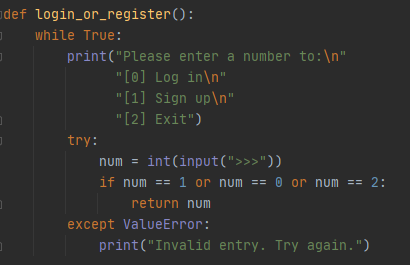 def login_or_register():
    while True:
        print("Please enter a number to:\n"
              "[0] Log in\n"
              "[1] Sign up\n"
              "[2] Exit")
        try:
            num = int(input(">>>"))
            if num == 1 or num == 0 or num == 2:
                return num
        except ValueError:
            print("Invalid entry. Try again.")